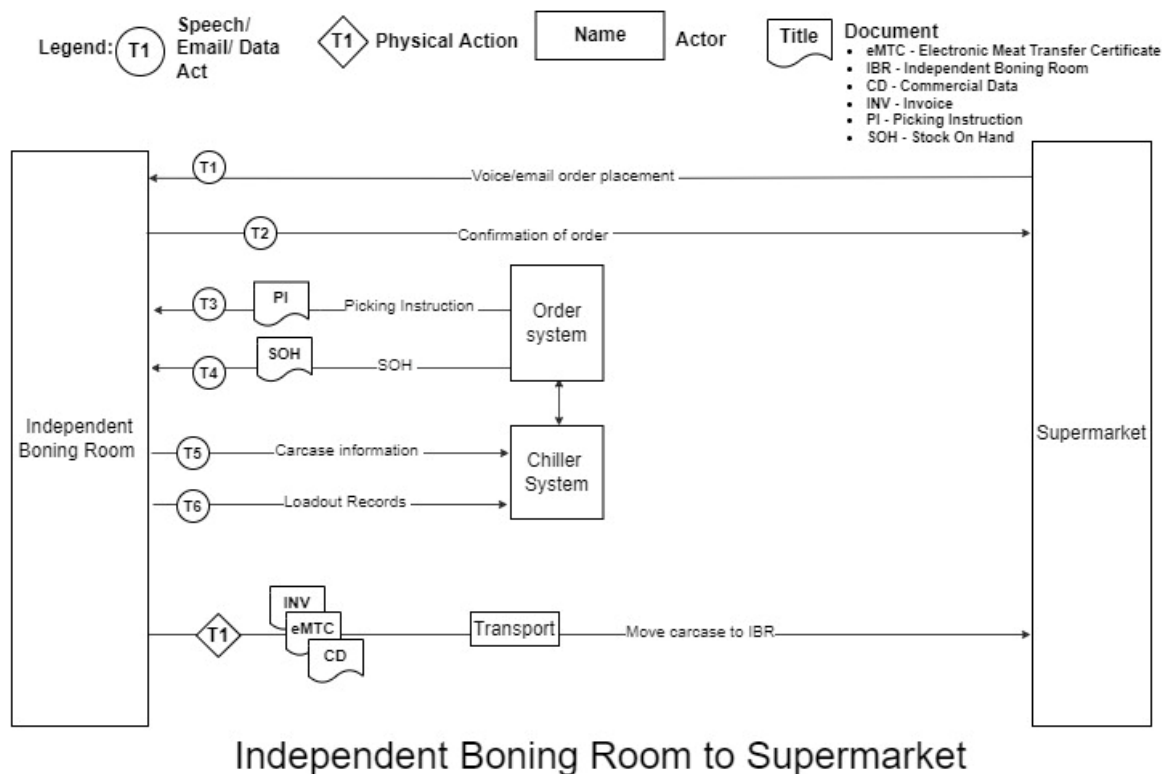 Legend:
T1
Speech/
Email/ Data
Act
T1
Physical Action
Name
Actor
Title
Document
• eMTC - Electronic Meat Transfer Certificate
• IBR - Independent Boning Room
• CD - Commercial Data
• INV - Invoice
• PI - Picking Instruction
• SOH - Stock On Hand
T1
Voice/email order placement
T2
Confirmation of order
T3
PI
Picking Instruction
Order
system
T4
SOH
SOH
Independent
Boning Room
Supermarket
T5
Carcase information
Chiller
System
T6
Loadout Records
T1
INV
eMTC
CD
Transport
Move carcase to IBR
Independent Boning Room to Supermarket